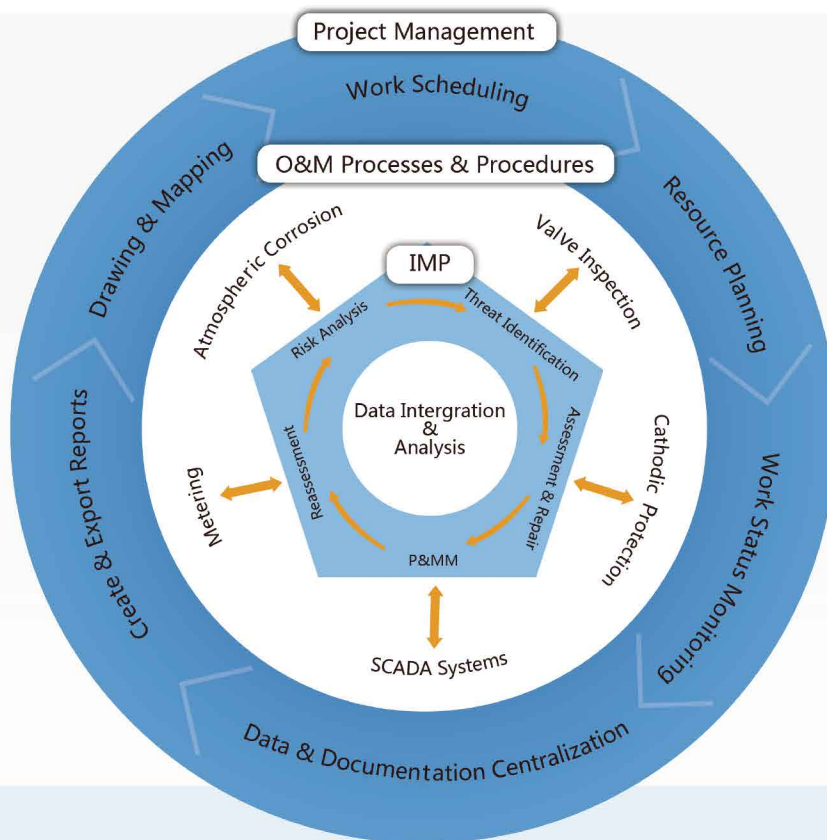 Project Management
Work Scheduling
Resource Planning
Work Status Monitoring
Data & Documentation Centralization
Create & Export Reports
Drawing & Mapping
O&M Processes & Procedures
Atmospheric Corrosion
Valve Inspection
Cathodic Protection
SCADA Systems
Metering
IMP
Risk Analysis
Threat Identification
Assessment & Repair
P&MM
Reassessment
Data Intergration
&
Analysis